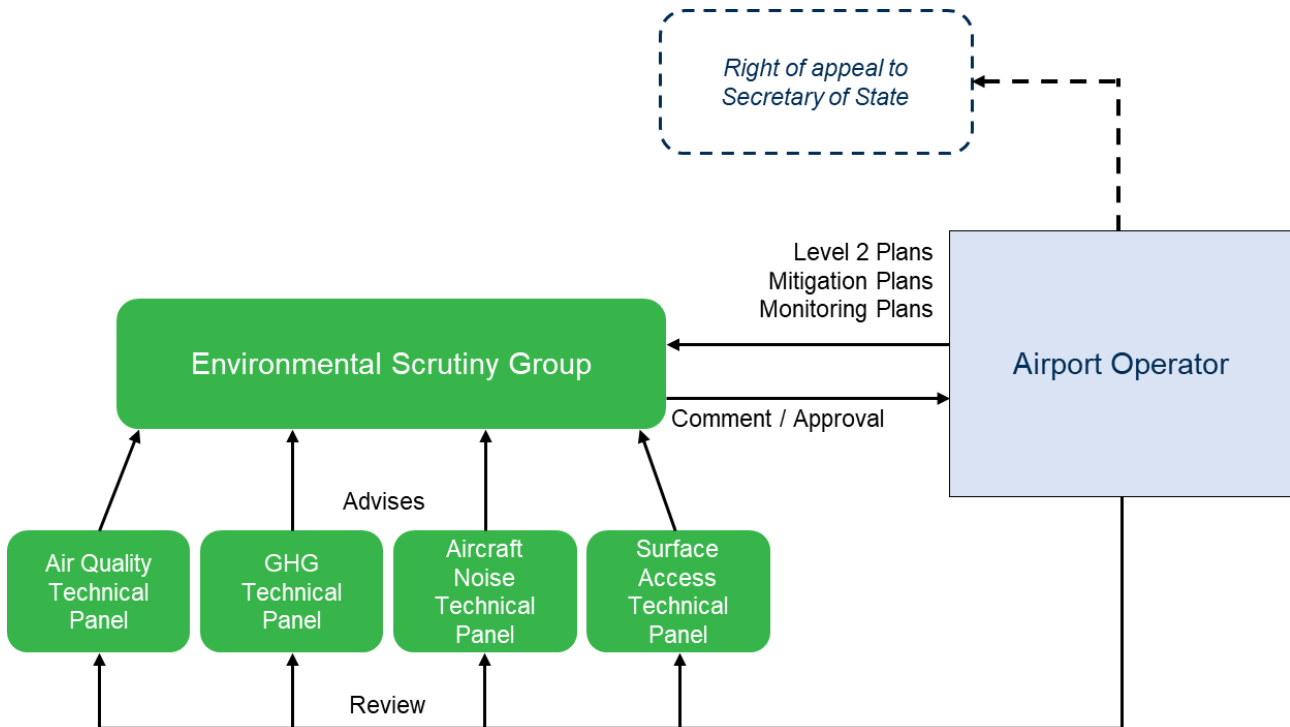 Right of appeal to
Secretary of State
Level 2 Plans
Mitigation Plans
Monitoring Plans
Environmental Scrutiny Group
Airport Operator
Comment / Approval
Advises
Air Quality
Technical
Panel
GHG
Technical
Panel
Aircraft
Noise
Technical
Panel
Surface
Access
Technical
Panel
Review